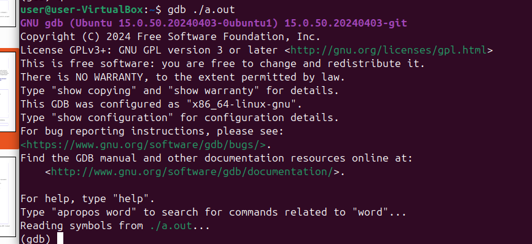 user@user-VirtualBox:~$ gdb ./a.out
GNU gdb (Ubuntu 15.0.50.20240403-0ubuntu1) 15.0.50.20240403-git
Copyright (C) 2024 Free Software Foundation, Inc.
License GPLv3+: GNU GPL version 3 or later <http://gnu.org/licenses/gpl.html>
This is free software: you are free to change and redistribute it.
There is NO WARRANTY, to the extent permitted by law.
Type "show copying" and "show warranty" for details.
This GDB was configured as "x86_64-linux-gnu".
Type "show configuration" for configuration details.
For bug reporting instructions, please see:
<https://www.gnu.org/software/gdb/bugs/>.
Find the GDB manual and other documentation resources online at:
    <http://www.gnu.org/software/gdb/documentation/>.

For help, type "help".
Type "apropos word" to search for commands related to "word"...
Reading symbols from ./a.out...
(gdb)